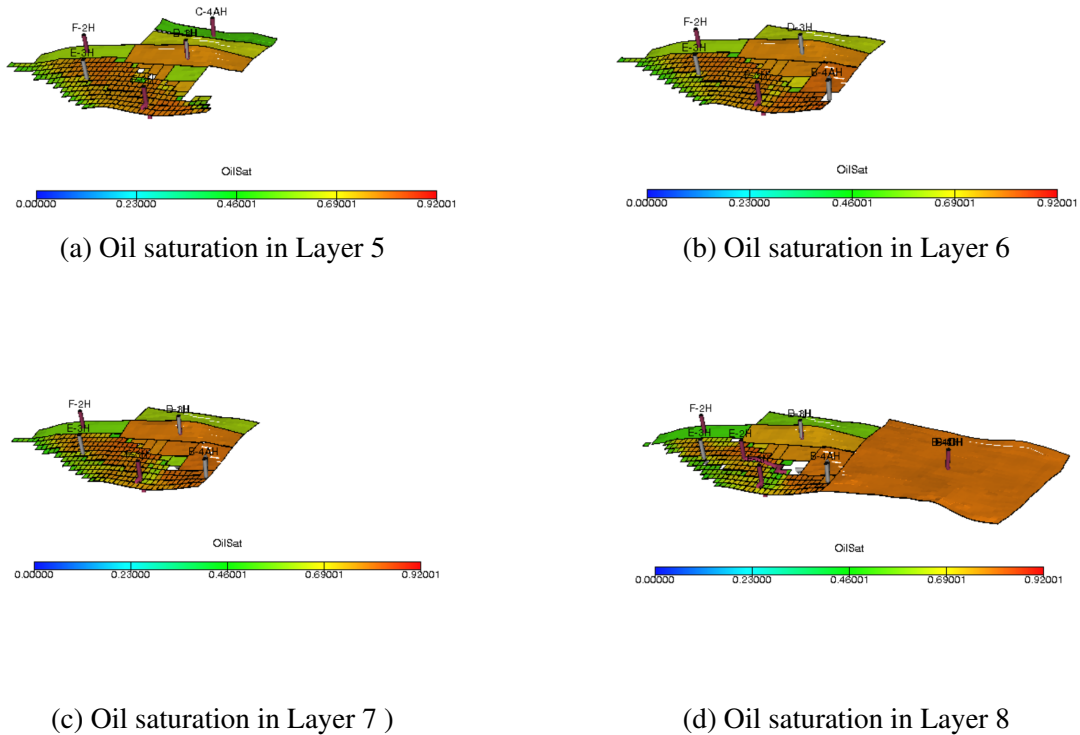 C-4AH
F-2H
E-3H
OilSat
0.00000 0.23000 0.46001 0.69001 0.92001
(a) Oil saturation in Layer 5
F-2H
D-3H
E-3H
B-4AH
OilSat
0.00000 0.23000 0.46001 0.69001 0.92001
(b) Oil saturation in Layer 6
F-2H
E-3H
B-4AH
OilSat
0.00000 0.23000 0.46001 0.69001 0.92001
(c) Oil saturation in Layer 7 )
F-2H
E-3H
E-2H
B-4AH
OilSat
0.00000 0.23000 0.46001 0.69001 0.92001
(d) Oil saturation in Layer 8